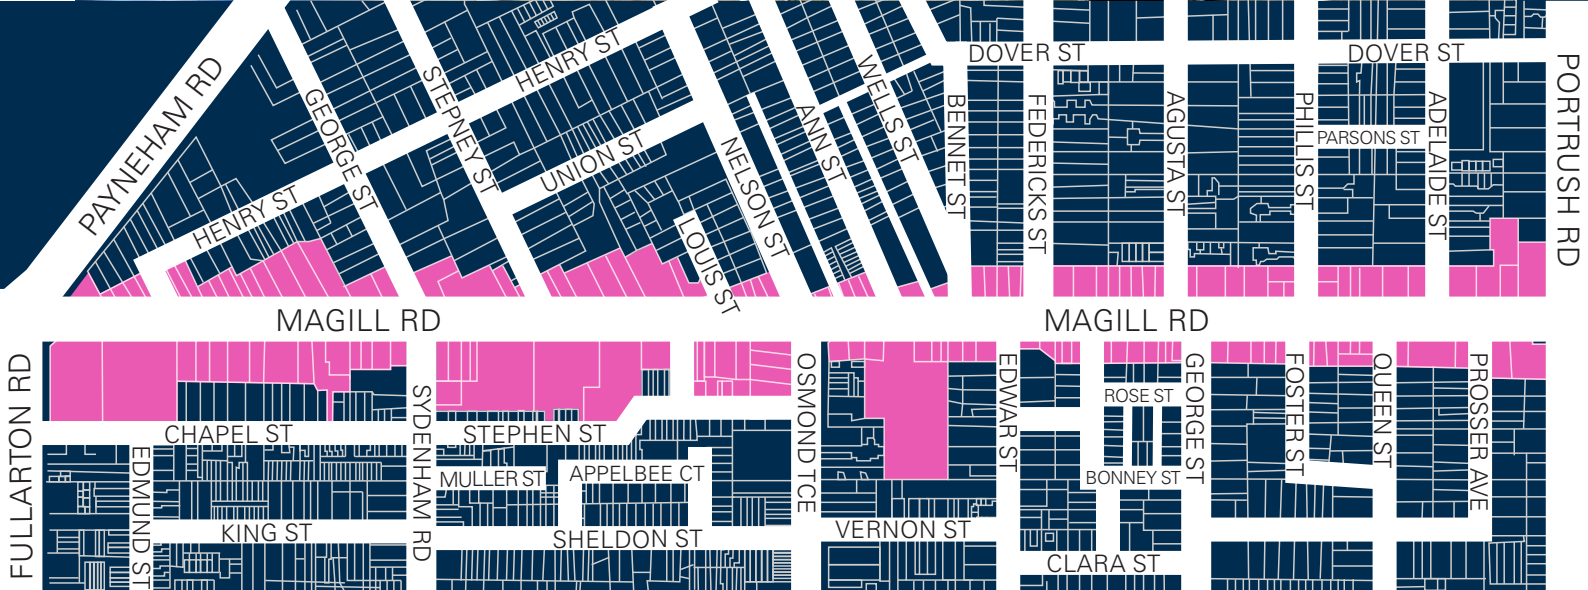 HENRY ST
DOVER ST
DOVER ST
PAYNEHAM RD
GEORGE ST
STEPNEY ST
WELLS ST
ANN ST
BENNET ST
FEDERICKS ST
AGUSTA ST
PHILLIS ST
PARSONS ST
ADELAIDE ST
PORTRUSH RD
UNION ST
NELSON ST
HENRY ST
LOUIS ST
MAGILL RD
MAGILL RD
FULLARTON RD
SYDENHAM RD
OSMOND TCE
EDWAR ST
ROSE ST
GEORGE ST
FOSTER ST
QUEEN ST
PROSSER AVE
CHAPEL ST
STEPHEN ST
EDMUND ST
MULLER ST
APPELBEE CT
BONNEY ST
KING ST
SHELDON ST
VERNON ST
CLARA ST